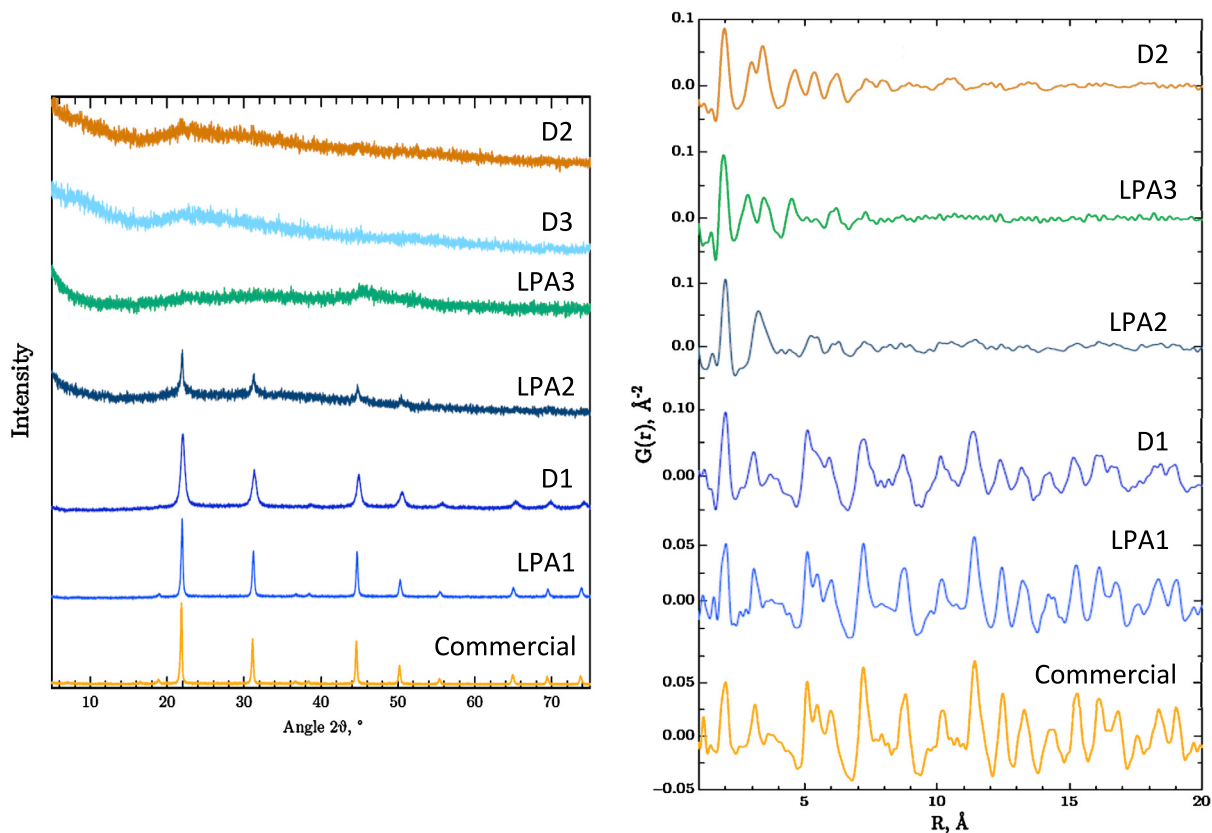 D2
D3
LPA3
LPA2
D1
LPA1
Commercial
Intensity
10 20 30 40 50 60 70
Angle 2ϑ, °
0.1
D2
0.0
0.1
LPA3
0.0
0.1
LPA2
0.0
0.10
D1
0.00
0.05
LPA1
0.00
0.05
Commercial
0.00
−0.05
G(r), Å-2
5 10 15 20
R, Å